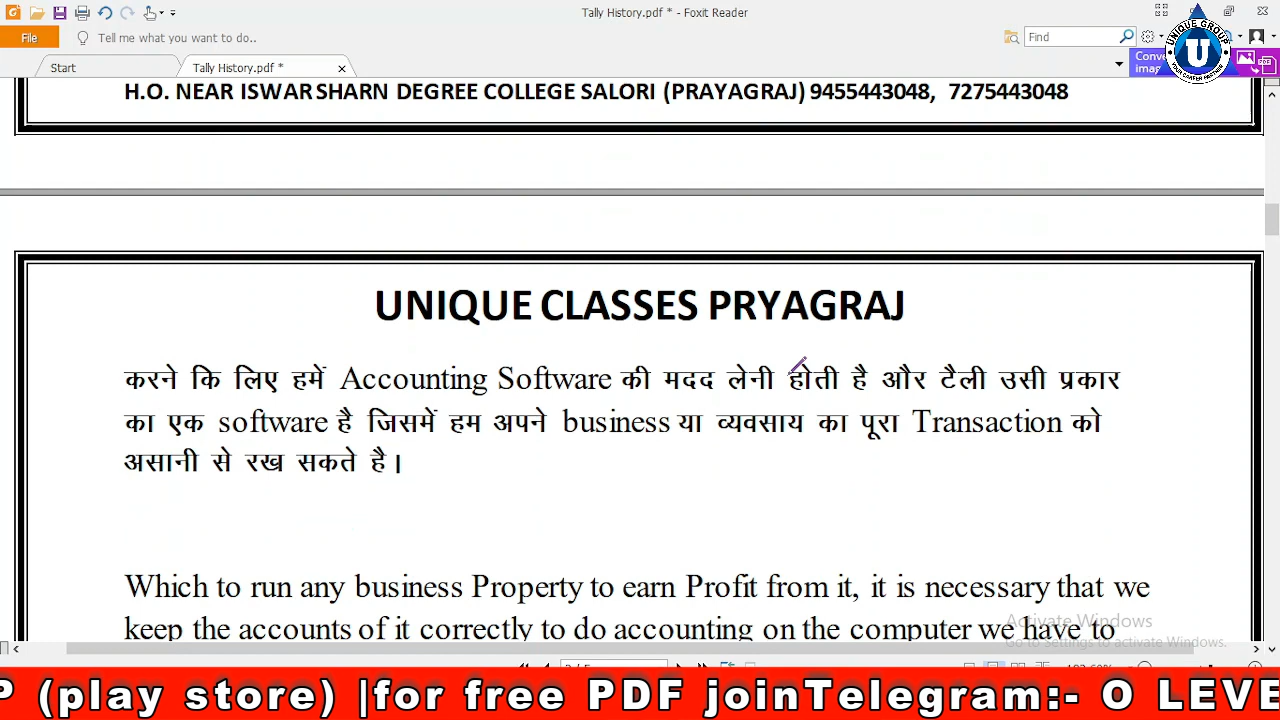 Tally History.pdf * - Foxit Reader
File
Tell me what you want to do..
Find
Start
Tally History.pdf *
UNIQUE GROUP
U
YOUR CAREER PARTNER
H.O. NEAR ISWAR SHARN DEGREE COLLEGE SALORI (PRAYAGRAJ) 9455443048, 7275443048
UNIQUE CLASSES PRYAGRAJ
करने कि लिए हमें Accounting Software की मदद लेनी होती है और टैली उसी प्रकार
का एक software है जिसमें हम अपने business या व्यवसाय का पूरा Transaction को
असानी से रख सकते है।
Which to run any business Property to earn Profit from it, it is necessary that we
keep the accounts of it correctly to do accounting on the computer we have to
Activate Windows
Go to Settings to activate Windows.
P (play store) |for free PDF joinTelegram:- O LEVE